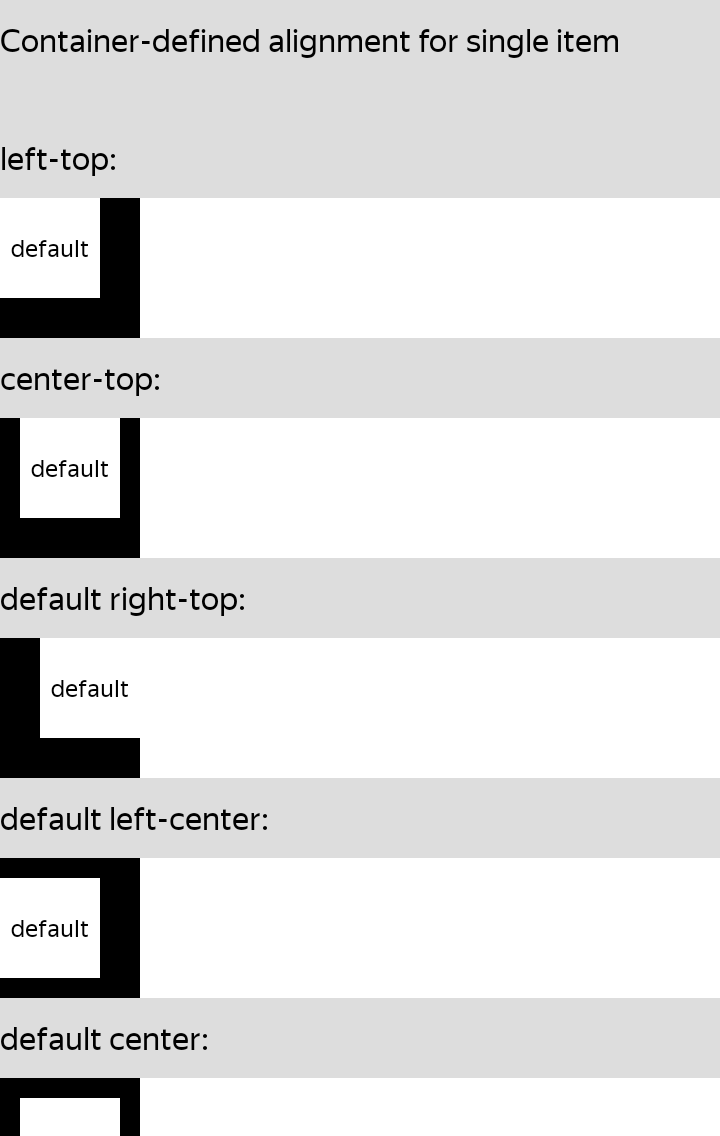 Container-defined alignment for single item
left-top:
default
center-top:
default
default right-top:
default
default left-center:
default
default center: